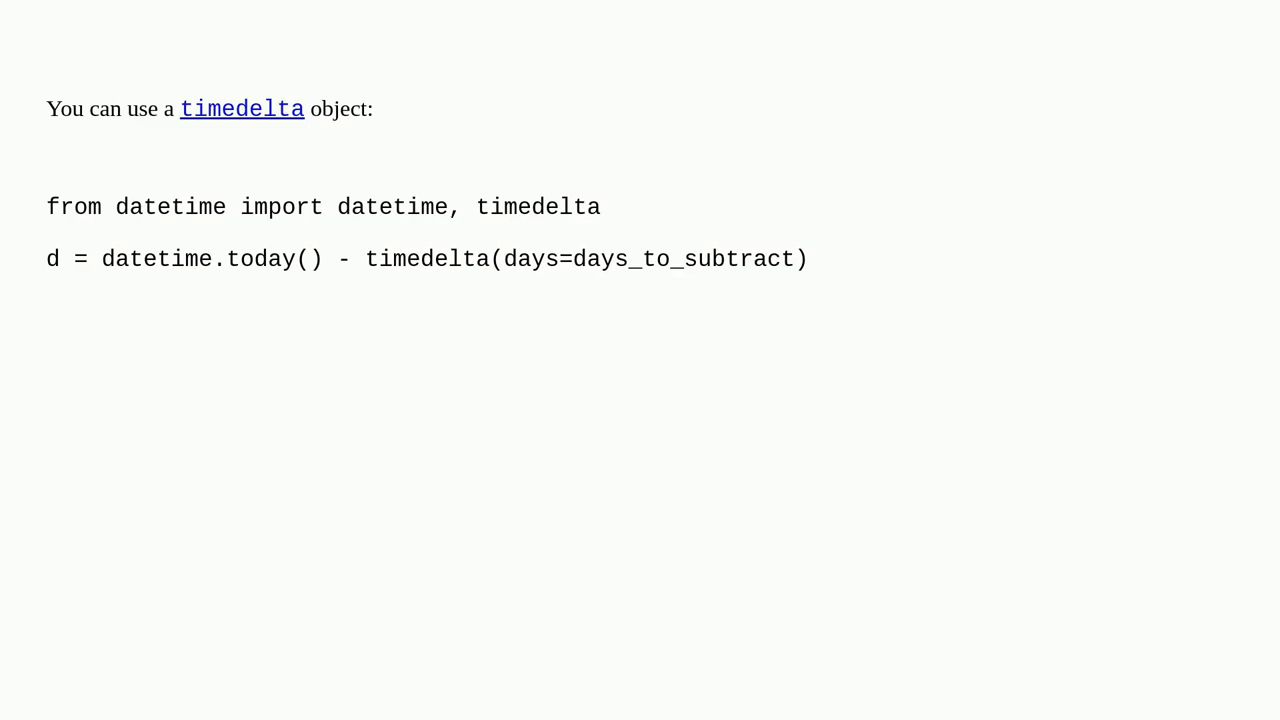 You can use a timedelta object:
from datetime import datetime, timedelta
d = datetime.today() - timedelta(days=days_to_subtract)